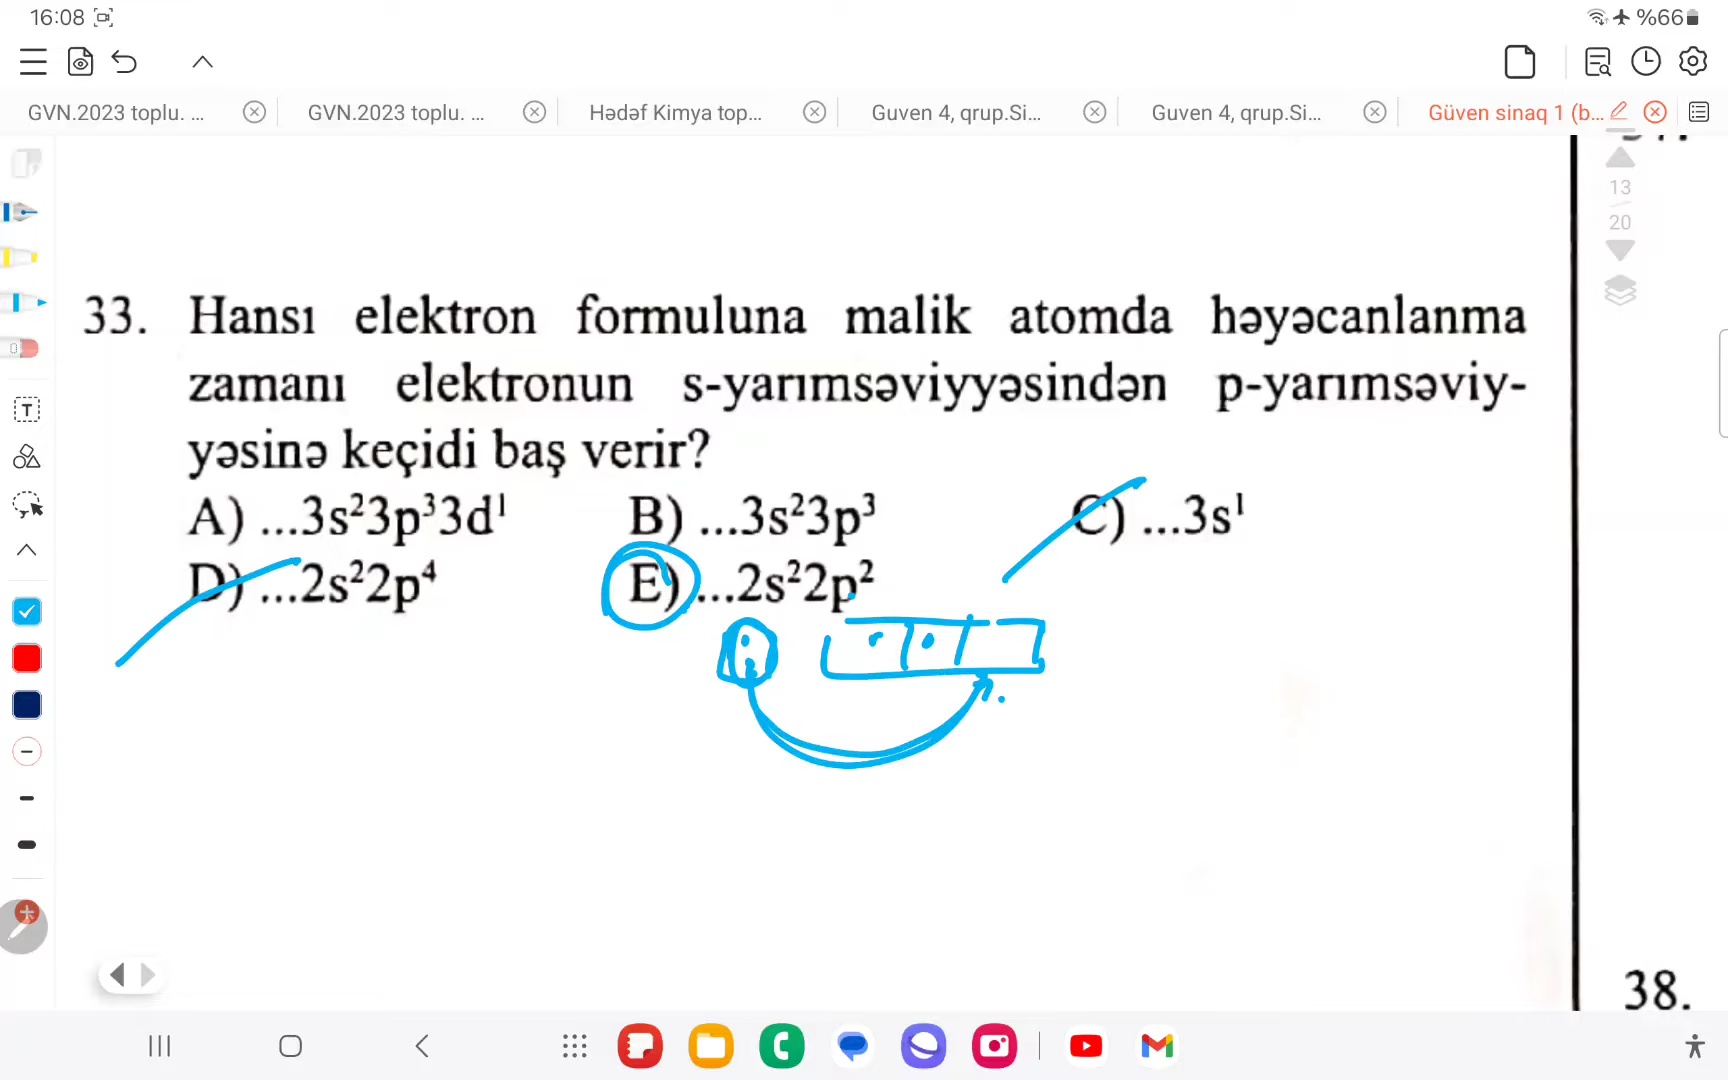 16:08
%66
GVN.2023 toplu. ...
GVN.2023 toplu. ...
Hədəf Kimya top...
Guven 4, qrup.Si...
Guven 4, qrup.Si...
Güven sinaq 1 (b...
13
20
33. Hansı elektron formuluna malik atomda həyəcanlanma
zamanı elektronun s-yarımsəviyyəsindən p-yarımsəviy-
yəsinə keçidi baş verir?
A) ...3s²3p³3d¹ B) ...3s²3p³ C) ...3s¹
D) ...2s²2p⁴ E) ...2s²2p²
38.